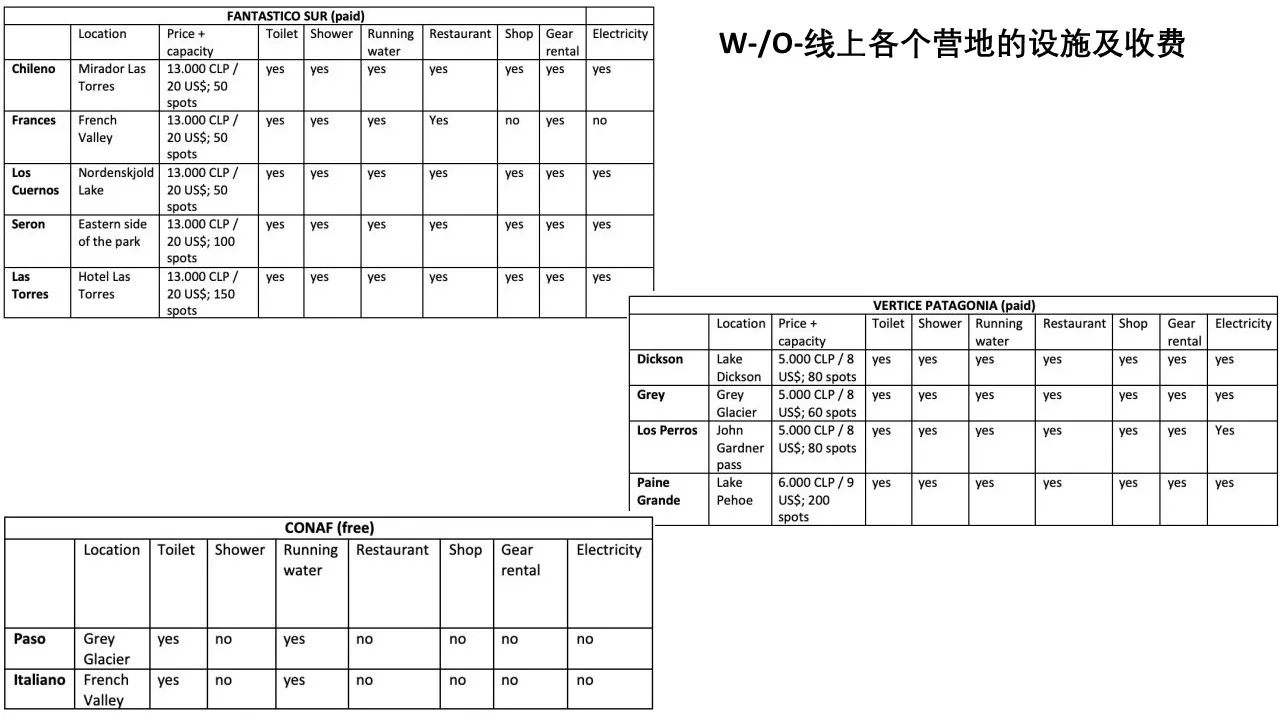 W-/O-线上各个营地的设施及收费
FANTASTICO SUR (paid)
Location Price + Toilet Shower Running Restaurant Shop Gear Electricity
capacity water rental
Chileno Mirador Las 13.000 CLP / yes yes yes yes yes yes yes
Torres 20 US$; 50
spots
Frances French 13.000 CLP / yes yes yes Yes no yes no
Valley 20 US$; 50
spots
Los Nordenskjold 13.000 CLP / yes yes yes yes yes yes yes
Cuernos Lake 20 US$; 50
spots
Seron Eastern side 13.000 CLP / yes yes yes yes yes yes yes
of the park 20 US$; 100
spots
Las Hotel Las 13.000 CLP / yes yes yes yes yes yes yes
Torres Torres 20 US$; 150
spots
VERTICE PATAGONIA (paid)
Location Price + Toilet Shower Running Restaurant Shop Gear Electricity
capacity water rental
Dickson Lake 5.000 CLP / 8 yes yes yes yes yes yes yes
Dickson US$; 80 spots
Grey Grey 5.000 CLP / 8 yes yes yes yes yes yes yes
Glacier US$; 60 spots
Los Perros John 5.000 CLP / 8 yes yes yes yes yes yes Yes
Gardner US$; 80 spots
pass
Paine Lake 6.000 CLP / 9 yes yes yes yes yes yes yes
Grande Pehoe US$; 200
spots
CONAF (free)
Location Toilet Shower Running Restaurant Shop Gear Electricity
water rental
Paso Grey yes no yes no no no no
Glacier
Italiano French yes no yes no no no no
Valley